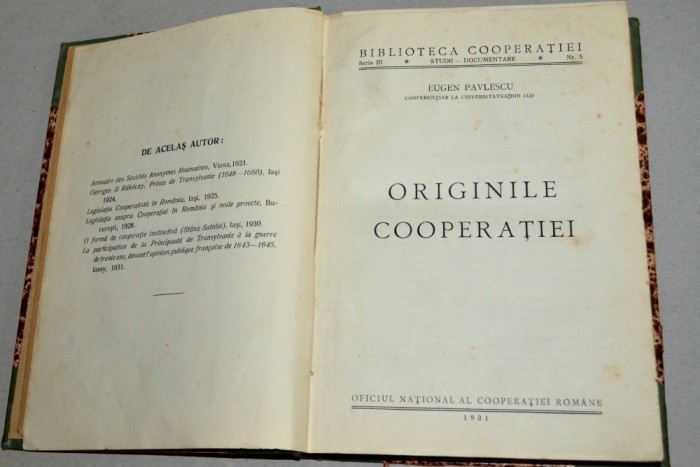 DE ACELAȘ AUTOR:
Annuaire des Sociétés Anonymes Roumaines, Viena, 1921.
Georges II Rákóczy, Prince de Transylvanie (1648—1660), Iași
1924.
Legislația Cooperatistă în România, Iași, 1925.
Legislația asupra Cooperației în România și noile proecte, Bu-
curești, 1928.
O formă de cooperație instinctivă (Stâna Satului), Iași, 1930.
La participation de la Principauté de Transylvanie à la guerre
de trente ans, devant l'opinion publique française de 1643—1645,
Iamy, 1931.
BIBLIOTECA COOPERAȚIEI
Seria III * STUDII — DOCUMENTARE * Nr. 5
EUGEN PAVLESCU
CONFERENȚIAR LA UNIVERSITATEA DIN IAȘI
ORIGINILE
COOPERAȚIEI
OFICIUL NAȚIONAL AL COOPERAȚIEI ROMÂNE
1931